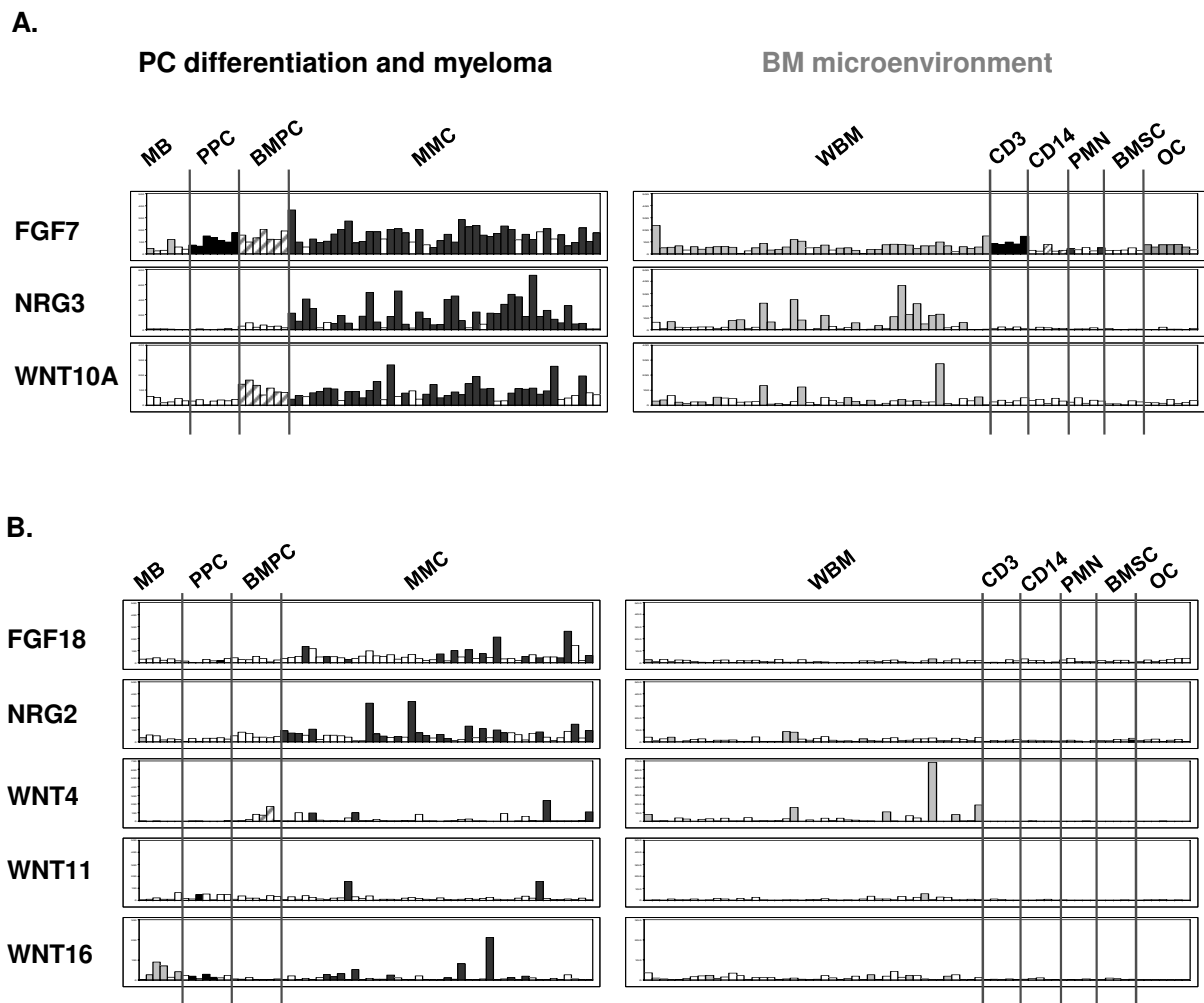 A.
PC differentiation and myeloma
BM microenvironment
MB PPC BMPC MMC WBM CD3 CD14 PMN BMSC OC
FGF7
NRG3
WNT10A
B.
MB PPC BMPC MMC WBM CD3 CD14 PMN BMSC OC
FGF18
NRG2
WNT4
WNT11
WNT16